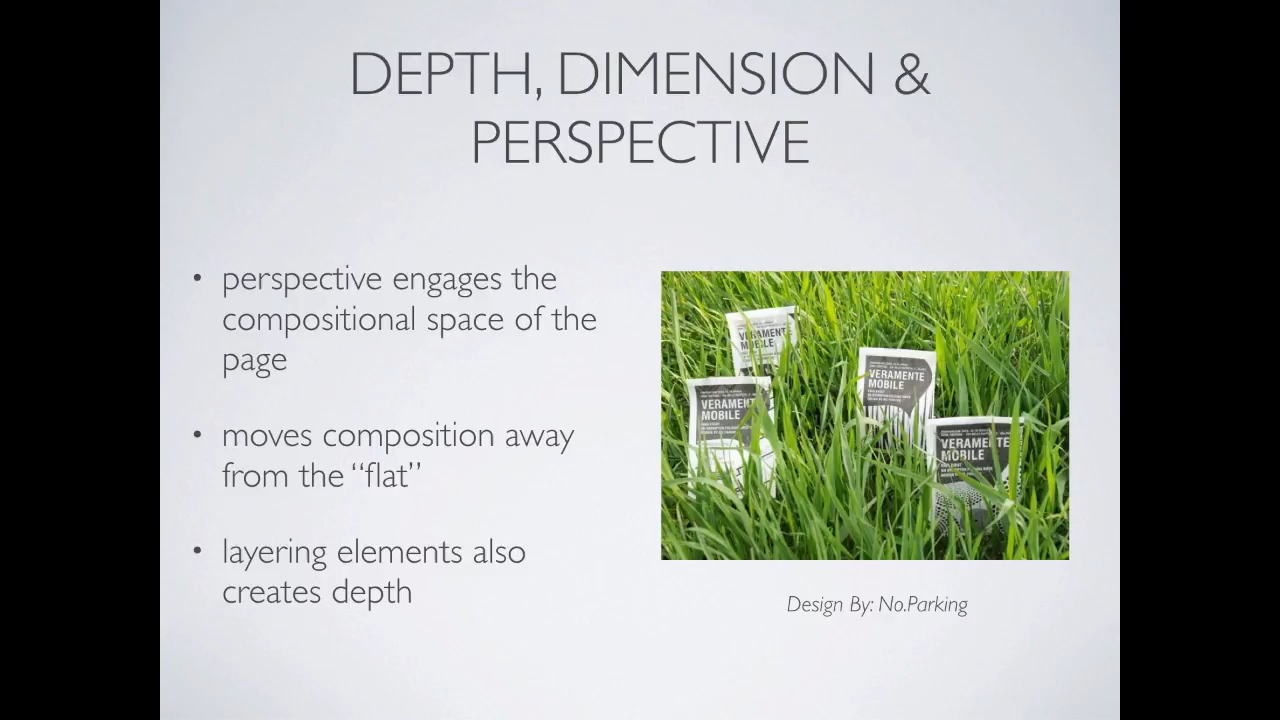 DEPTH, DIMENSION &
PERSPECTIVE
• perspective engages the
compositional space of the
page
• moves composition away
from the “flat”
• layering elements also
creates depth
VERAMENTE
MOBILE
VERAMENTE
MOBILE
VERAMENTE
MOBILE
VERAMENTE
MOBILE
Design By: No.Parking